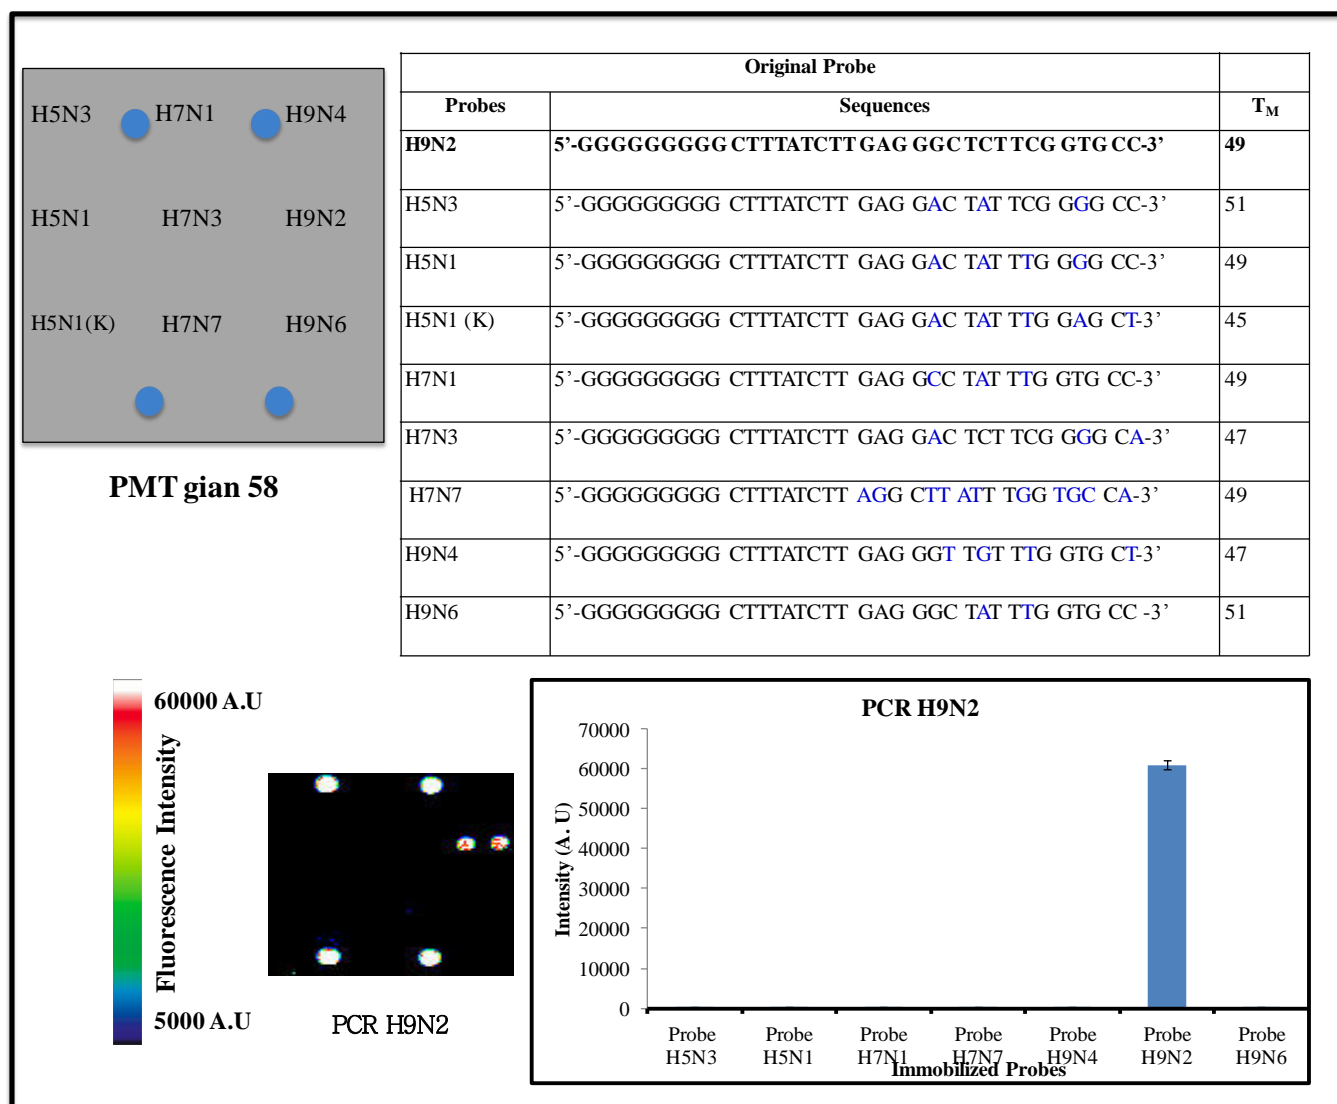 H5N3 H7N1 H9N4
H5N1 H7N3 H9N2
H5N1(K) H7N7 H9N6
PMT gian 58
Original Probe
Probes Sequences TM
H9N2 5’-GGGGGGGGG CTTTATCTT GAG GGC TCT TCG GTG CC-3’ 49
H5N3 5’-GGGGGGGGG CTTTATCTT GAG GAC TAT TCG GGG CC-3’ 51
H5N1 5’-GGGGGGGGG CTTTATCTT GAG GAC TAT TTG GGG CC-3’ 49
H5N1 (K) 5’-GGGGGGGGG CTTTATCTT GAG GAC TAT TTG GAG CT-3’ 45
H7N1 5’-GGGGGGGGG CTTTATCTT GAG GCC TAT TTG GTG CC-3’ 49
H7N3 5’-GGGGGGGGG CTTTATCTT GAG GAC TCT TCG GGG CA-3’ 47
H7N7 5’-GGGGGGGGG CTTTATCTT AGG CTT ATT TGG TGC CA-3’ 49
H9N4 5’-GGGGGGGGG CTTTATCTT GAG GGT TGT TTG GTG CT-3’ 47
H9N6 5’-GGGGGGGGG CTTTATCTT GAG GGC TAT TTG GTG CC -3’ 51
60000 A.U
Fluorescence Intensity
5000 A.U
PCR H9N2
PCR H9N2
70000
60000
50000
40000
30000
20000
10000
0
Intensity (A. U)
Probe H5N3
Probe H5N1
Probe H7N1
Probe H7N7
Probe H9N4
Probe H9N2
Probe H9N6
Immobilized Probes